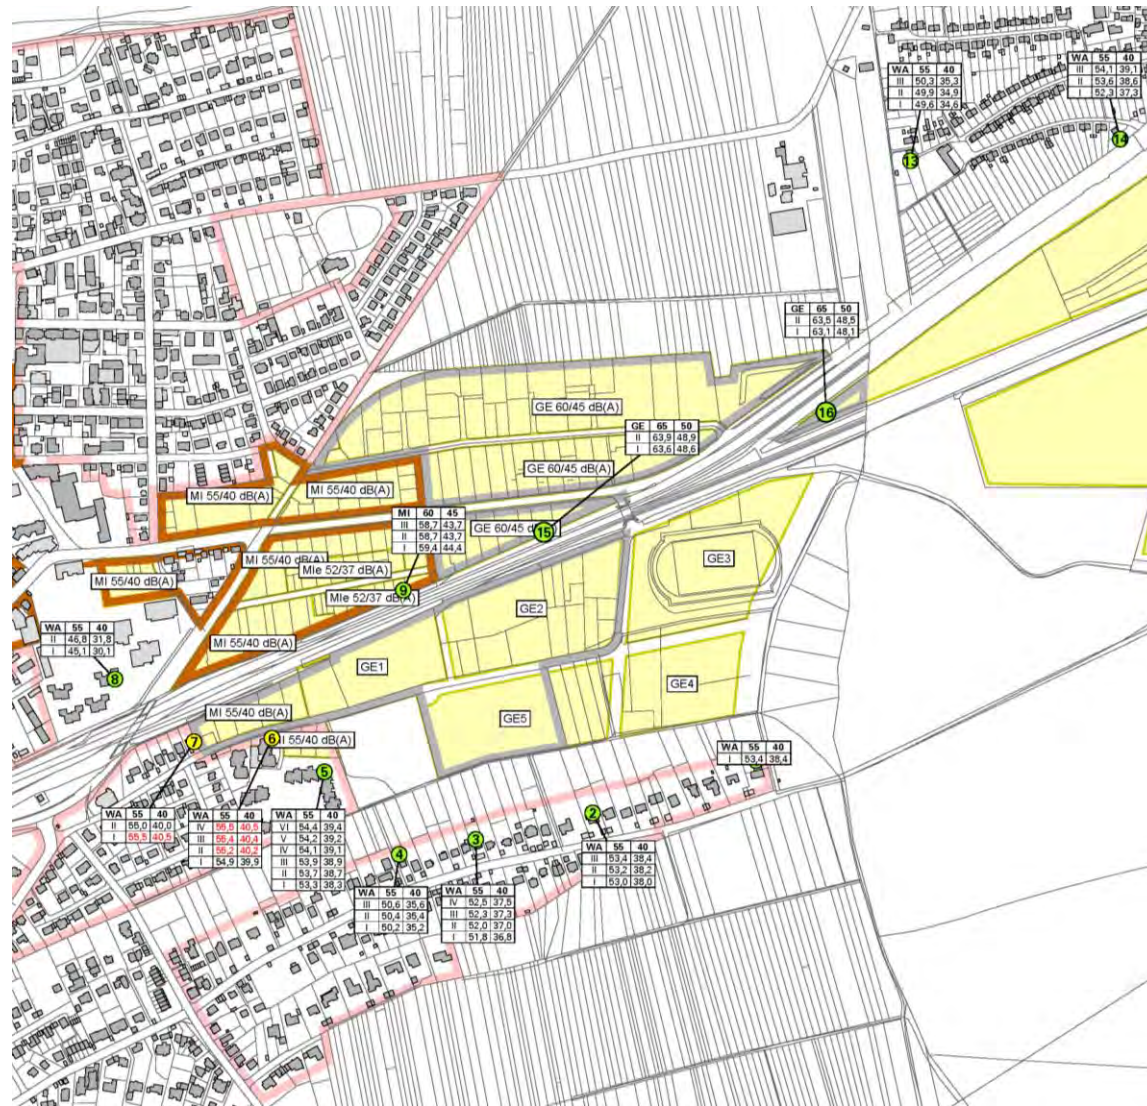 WA 55 40
III 50,3 35,3
II 49,9 34,9
I 49,6 34,6
WA 55 40
III 54,1 39,1
II 53,6 38,6
I 52,3 37,3
14
13
GE 65 50
II 63,5 48,5
I 63,1 48,1
16
GE 60/45 dB(A)
GE 65 50
II 63,9 48,9
I 63,6 48,6
GE 60/45 dB(A)
MI 55/40 dB(A)
MI 55/40 dB(A)
MI 60 45
III 58,7 43,7
II 58,7 43,7
I 59,4 44,4
GE 60/45 d
15
MI 55/40 dB(A)
MIe 52/37 dB(A)
MI 55/40 dB(A)
MIe 52/37 dB(A)
9
GE3
GE2
WA 55 40
II 46,8 31,8
I 45,1 30,1
8
MI 55/40 dB(A)
GE1
GE4
MI 55/40 dB(A)
GE5
7
6
I 55/40 dB(A)
WA 55 40
I 53,4 38,4
5
WA 55 40
II 55,0 40,0
I 55,5 40,5
WA 55 40
IV 55,5 40,5
III 55,4 40,4
II 55,2 40,2
I 54,9 39,9
WA 55 40
VI 54,4 39,4
V 54,2 39,2
IV 54,1 39,1
III 53,9 38,9
II 53,7 38,7
I 53,3 38,3
2
3
4
WA 55 40
III 53,4 38,4
II 53,2 38,2
I 53,0 38,0
WA 55 40
III 50,6 35,6
II 50,4 35,4
I 50,2 35,2
WA 55 40
IV 52,5 37,5
III 52,3 37,3
II 52,0 37,0
I 51,8 36,8